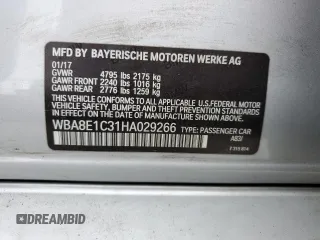 MFD BY BAYERISCHE MOTOREN WERKE AG
01/17
GVWR 4795 lbs 2175 kg
GAWR FRONT 2240 lbs 1016 kg
GAWR REAR 2776 lbs 1259 kg
THIS VEHICLE CONFORMS TO ALL APPLICABLE U.S. FEDERAL MOTOR
VEHICLE SAFETY, BUMPER AND THEFT PREVENTION STANDARDS
IN EFFECT ON THE DATE OF MANUFACTURE SHOWN ABOVE
WBA8E1C31HA029266 TYPE: PASSENGER CAR
A83/
DREAMBID